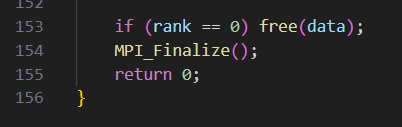 152
153 if (rank == 0) free(data);
154 MPI_Finalize();
155 return 0;
156 }